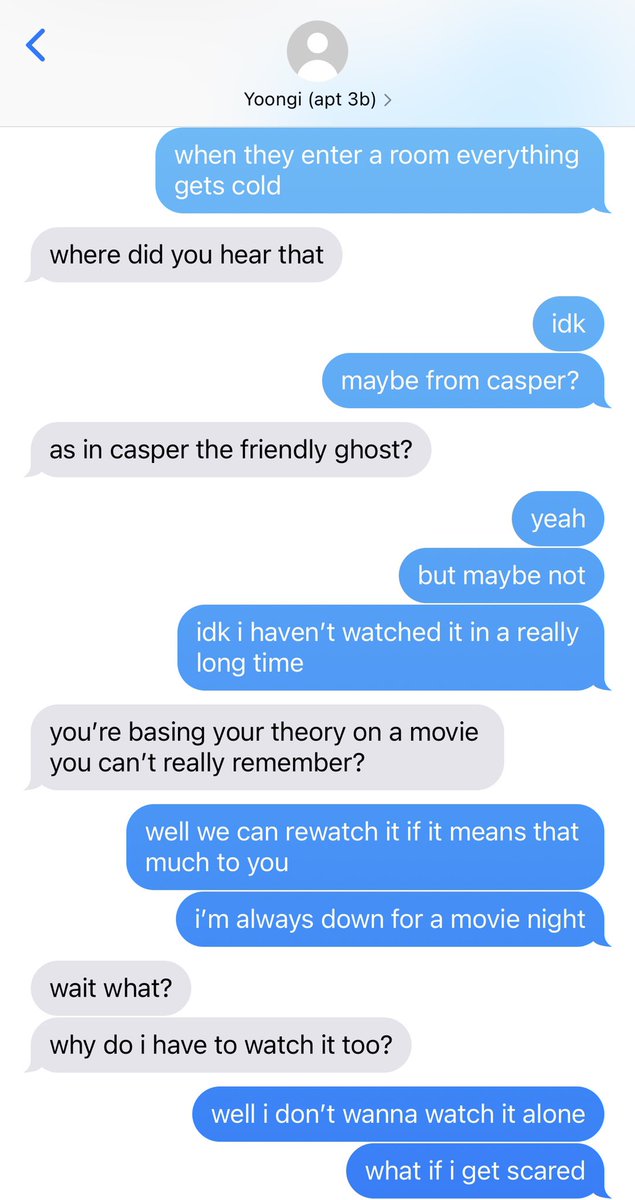 Yoongi (apt 3b)
when they enter a room everything
gets cold
where did you hear that
idk
maybe from casper?
as in casper the friendly ghost?
yeah
but maybe not
idk i haven’t watched it in a really
long time
you’re basing your theory on a movie
you can’t really remember?
well we can rewatch it if it means that
much to you
i’m always down for a movie night
wait what?
why do i have to watch it too?
well i don’t wanna watch it alone
what if i get scared